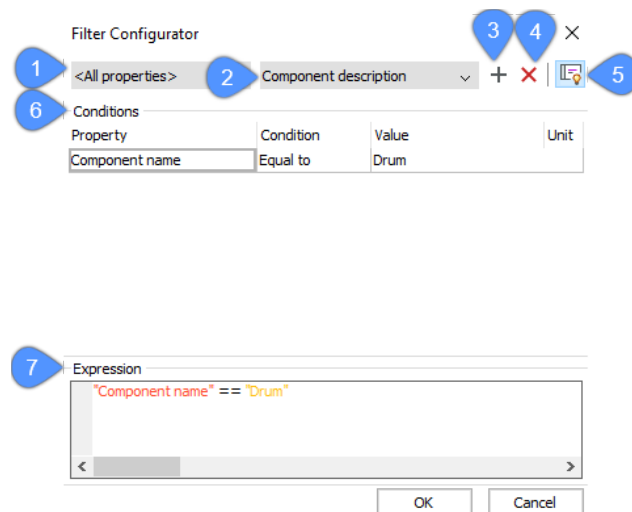 Filter Configurator
3 4
1 <All properties> 2 Component description 5
6 Conditions
Property Condition Value Unit
Component name Equal to Drum
7 Expression
"Component name" == "Drum"
OK Cancel